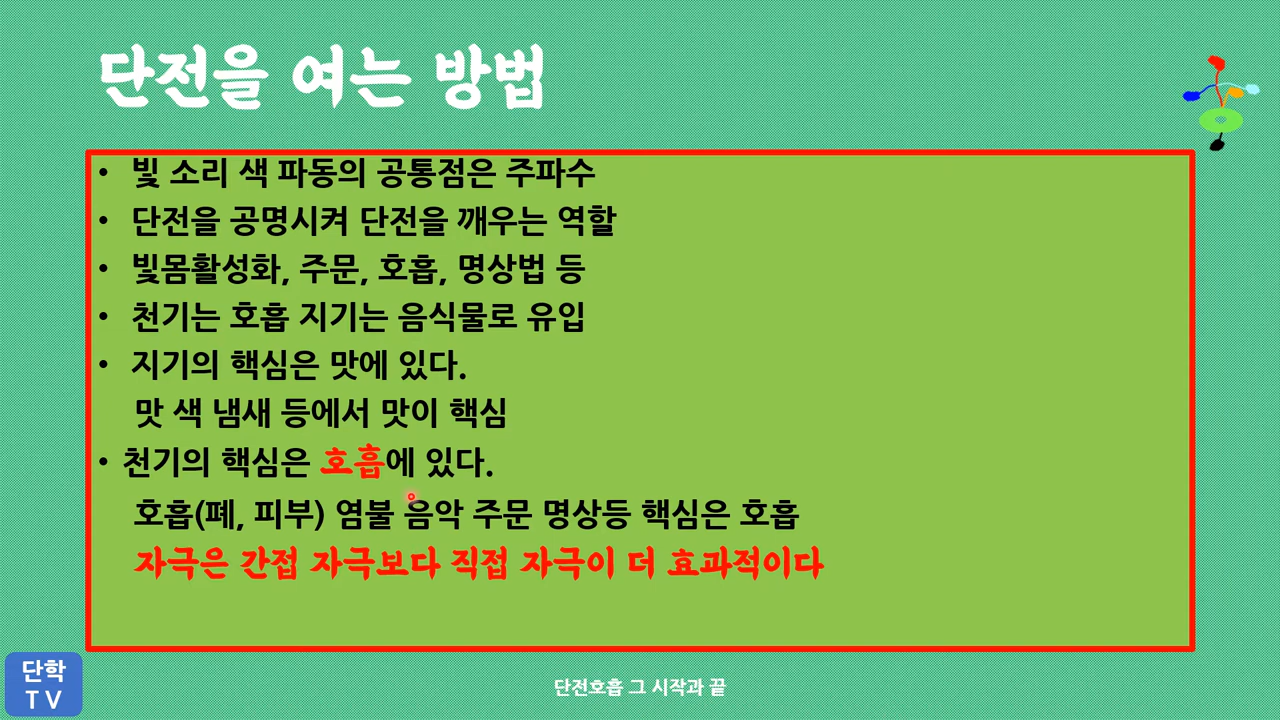 단전을 여는 방법
• 빛 소리 색 파동의 공통점은 주파수
• 단전을 공명시켜 단전을 깨우는 역할
• 빛몸활성화, 주문, 호흡, 명상법 등
• 천기는 호흡 지기는 음식물로 유입
• 지기의 핵심은 맛에 있다.
맛 색 냄새 등에서 맛이 핵심
• 천기의 핵심은 호흡에 있다.
호흡(폐, 피부) 염불 음악 주문 명상등 핵심은 호흡
자극은 간접 자극보다 직접 자극이 더 효과적이다
단학
TV
단전호흡 그 시작과 끝